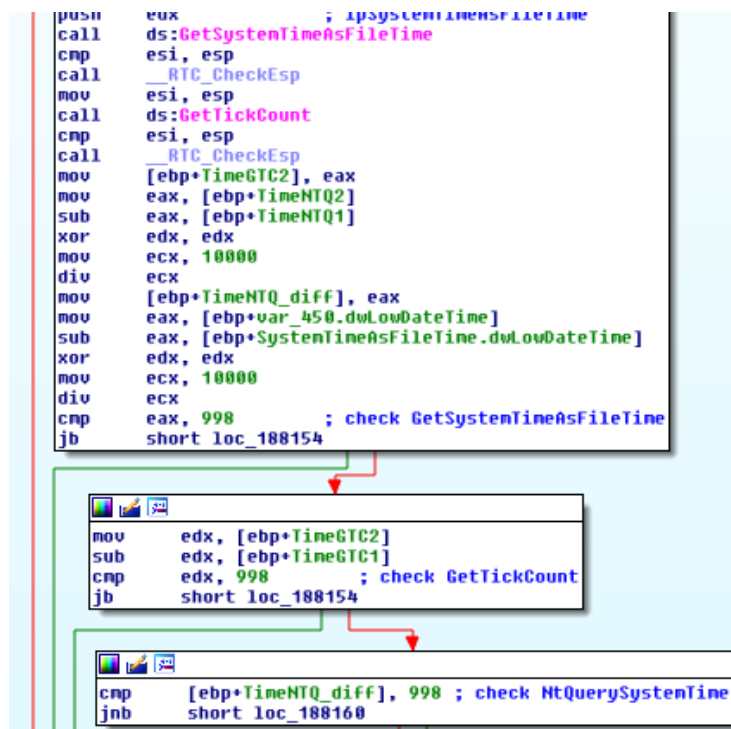 push edx ; lpSystemTimeAsFileTime
call ds:GetSystemTimeAsFileTime
cmp esi, esp
call __RTC_CheckEsp
mov esi, esp
call ds:GetTickCount
cmp esi, esp
call __RTC_CheckEsp
mov [ebp+TimeGTC2], eax
mov eax, [ebp+TimeNTQ2]
sub eax, [ebp+TimeNTQ1]
xor edx, edx
mov ecx, 10000
div ecx
mov [ebp+TimeNTQ_diff], eax
mov eax, [ebp+var_450.dwLowDateTime]
sub eax, [ebp+SystemTimeAsFileTime.dwLowDateTime]
xor edx, edx
mov ecx, 10000
div ecx
cmp eax, 998 ; check GetSystemTimeAsFileTime
jb short loc_188154
mov edx, [ebp+TimeGTC2]
sub edx, [ebp+TimeGTC1]
cmp edx, 998 ; check GetTickCount
jb short loc_188154
cmp [ebp+TimeNTQ_diff], 998 ; check NtQuerySystemTime
jnb short loc_188160